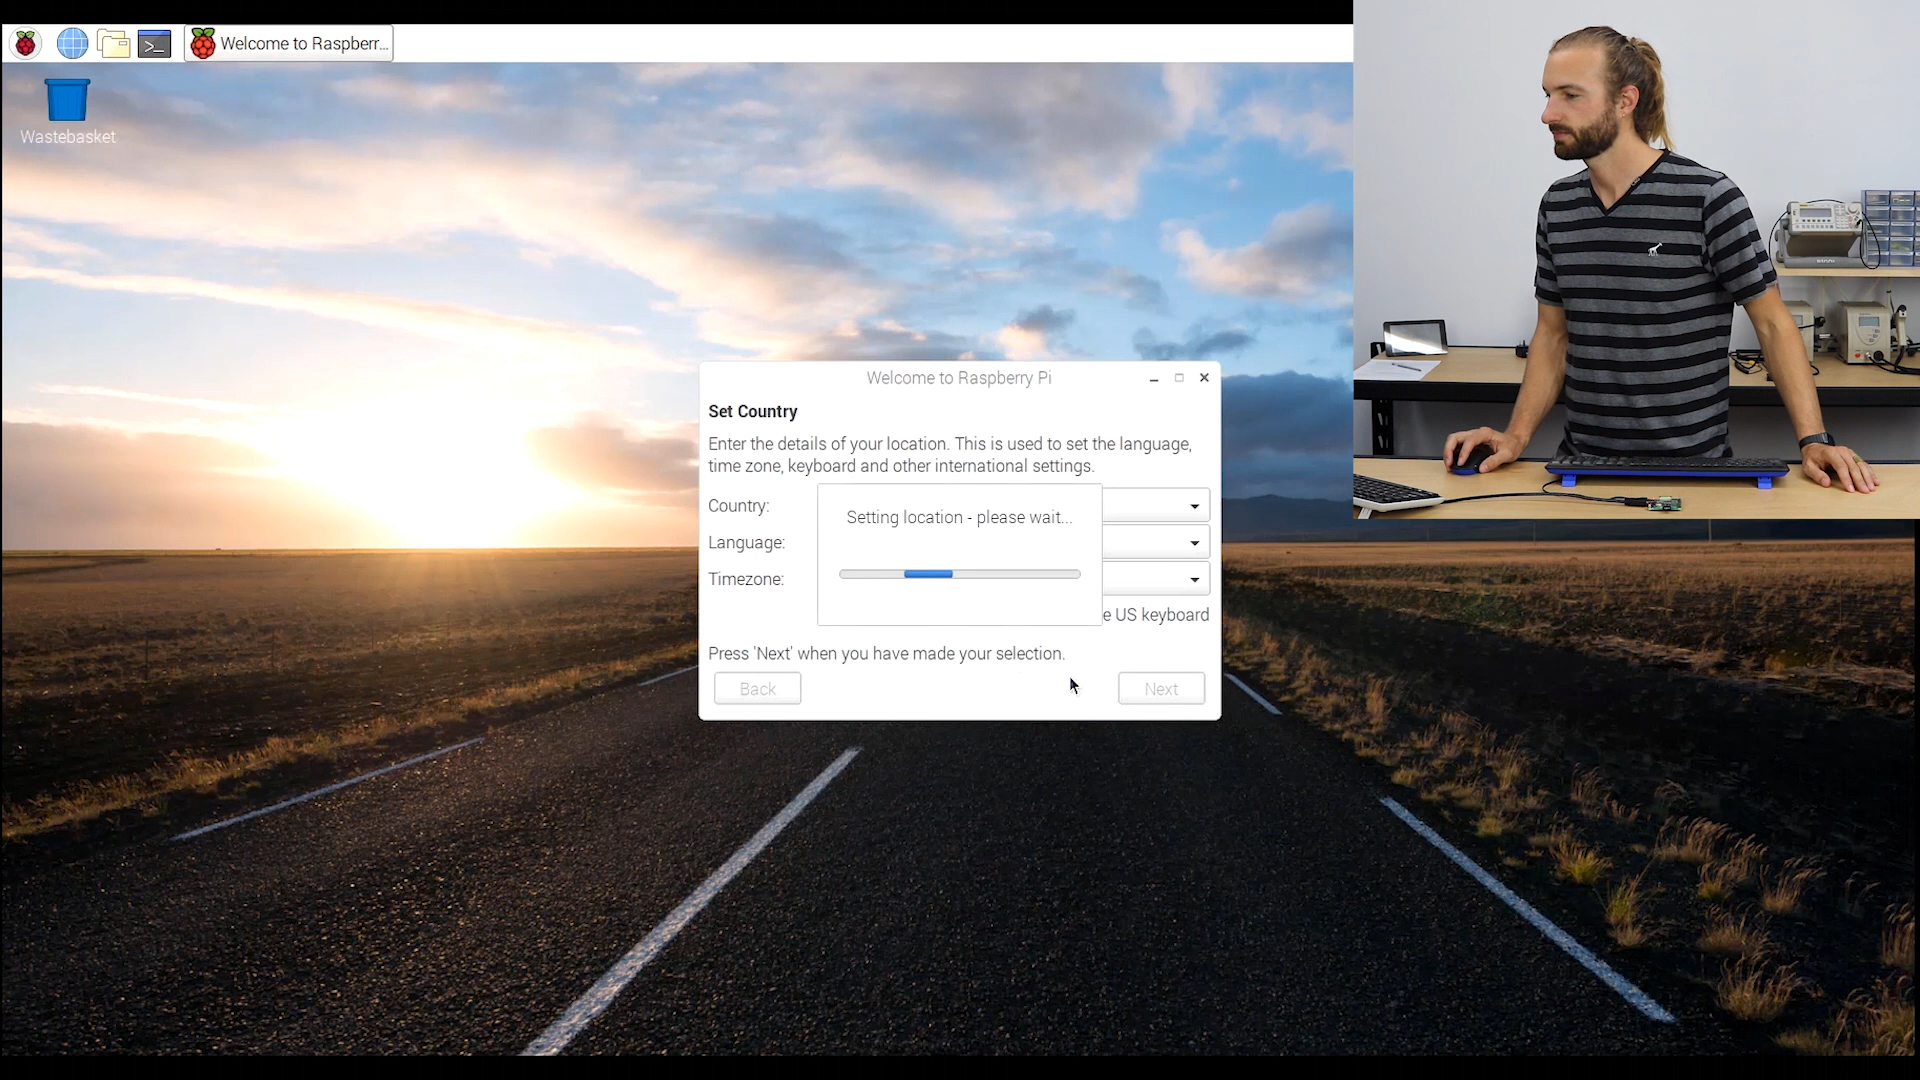 Welcome to Raspberr...
Wastebasket
Welcome to Raspberry Pi
Set Country
Enter the details of your location. This is used to set the language,
time zone, keyboard and other international settings.
Country:
Setting location - please wait...
Language:
Timezone:
e US keyboard
Press 'Next' when you have made your selection.
Back
Next
RIGOL